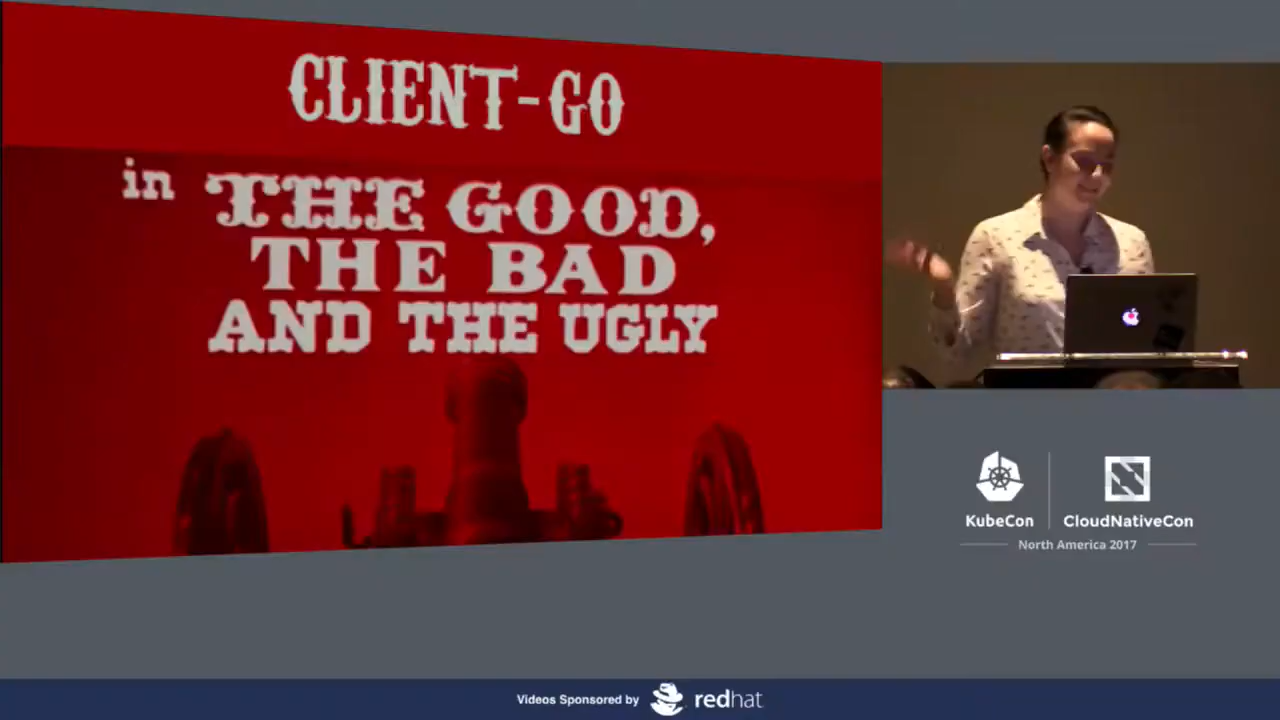 CLIENT-GO
in THE GOOD,
THE BAD
AND THE UGLY
KubeCon
CloudNativeCon
North America 2017
Videos Sponsored by
redhat